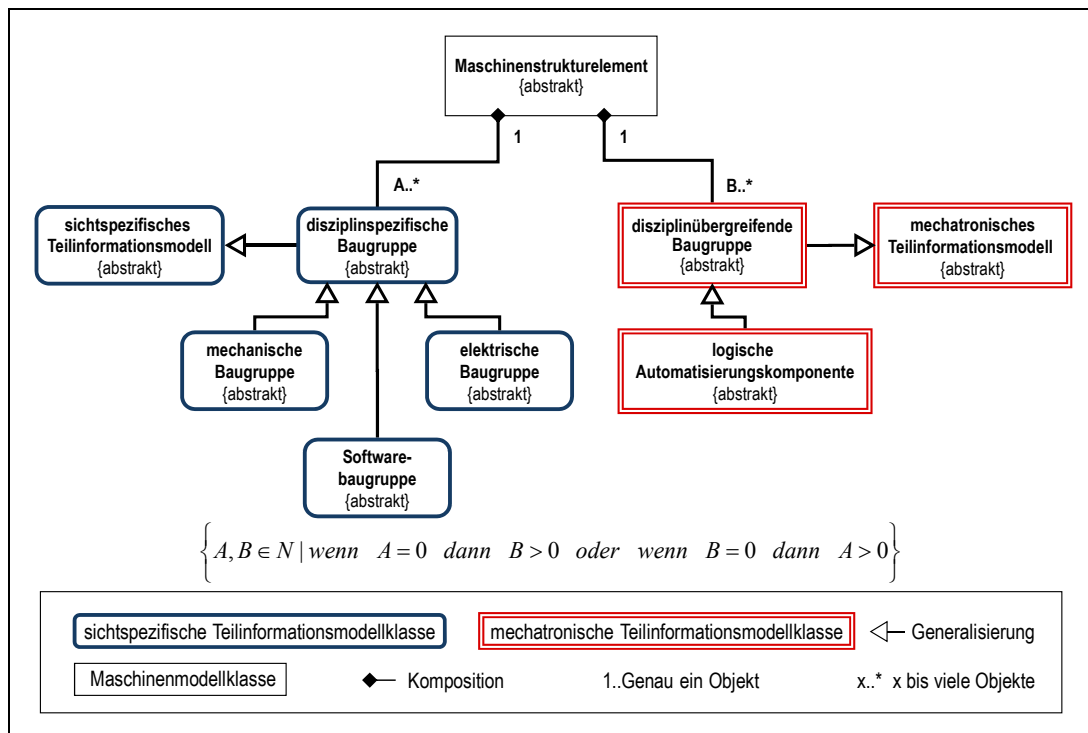 Maschinenstrukturelement
{abstrakt}
1
1
A..*
B..*
sichtspezifisches
Teilinformationsmodell
{abstrakt}
disziplinspezifische
Baugruppe
{abstrakt}
disziplinübergreifende
Baugruppe
{abstrakt}
mechatronisches
Teilinformationsmodell
{abstrakt}
mechanische
Baugruppe
{abstrakt}
elektrische
Baugruppe
{abstrakt}
logische
Automatisierungskomponente
{abstrakt}
Software-
baugruppe
{abstrakt}
{A, B ∈ N | wenn A = 0 dann B > 0 oder wenn B = 0 dann A > 0}
sichtspezifische Teilinformationsmodellklasse
mechatronische Teilinformationsmodellklasse
Generalisierung
Maschinenmodellklasse
Komposition
1..Genau ein Objekt
x..* x bis viele Objekte